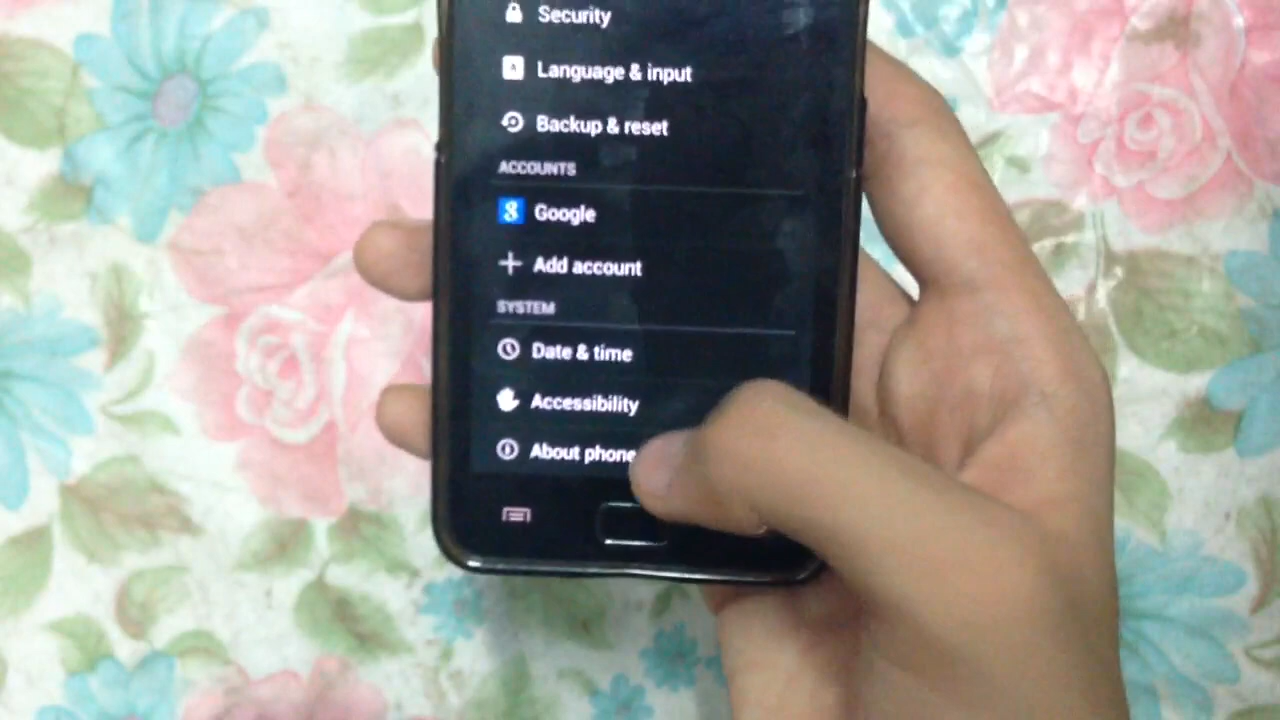 Security
Language & input
Backup & reset
ACCOUNTS
Google
Add account
SYSTEM
Date & time
Accessibility
About phone